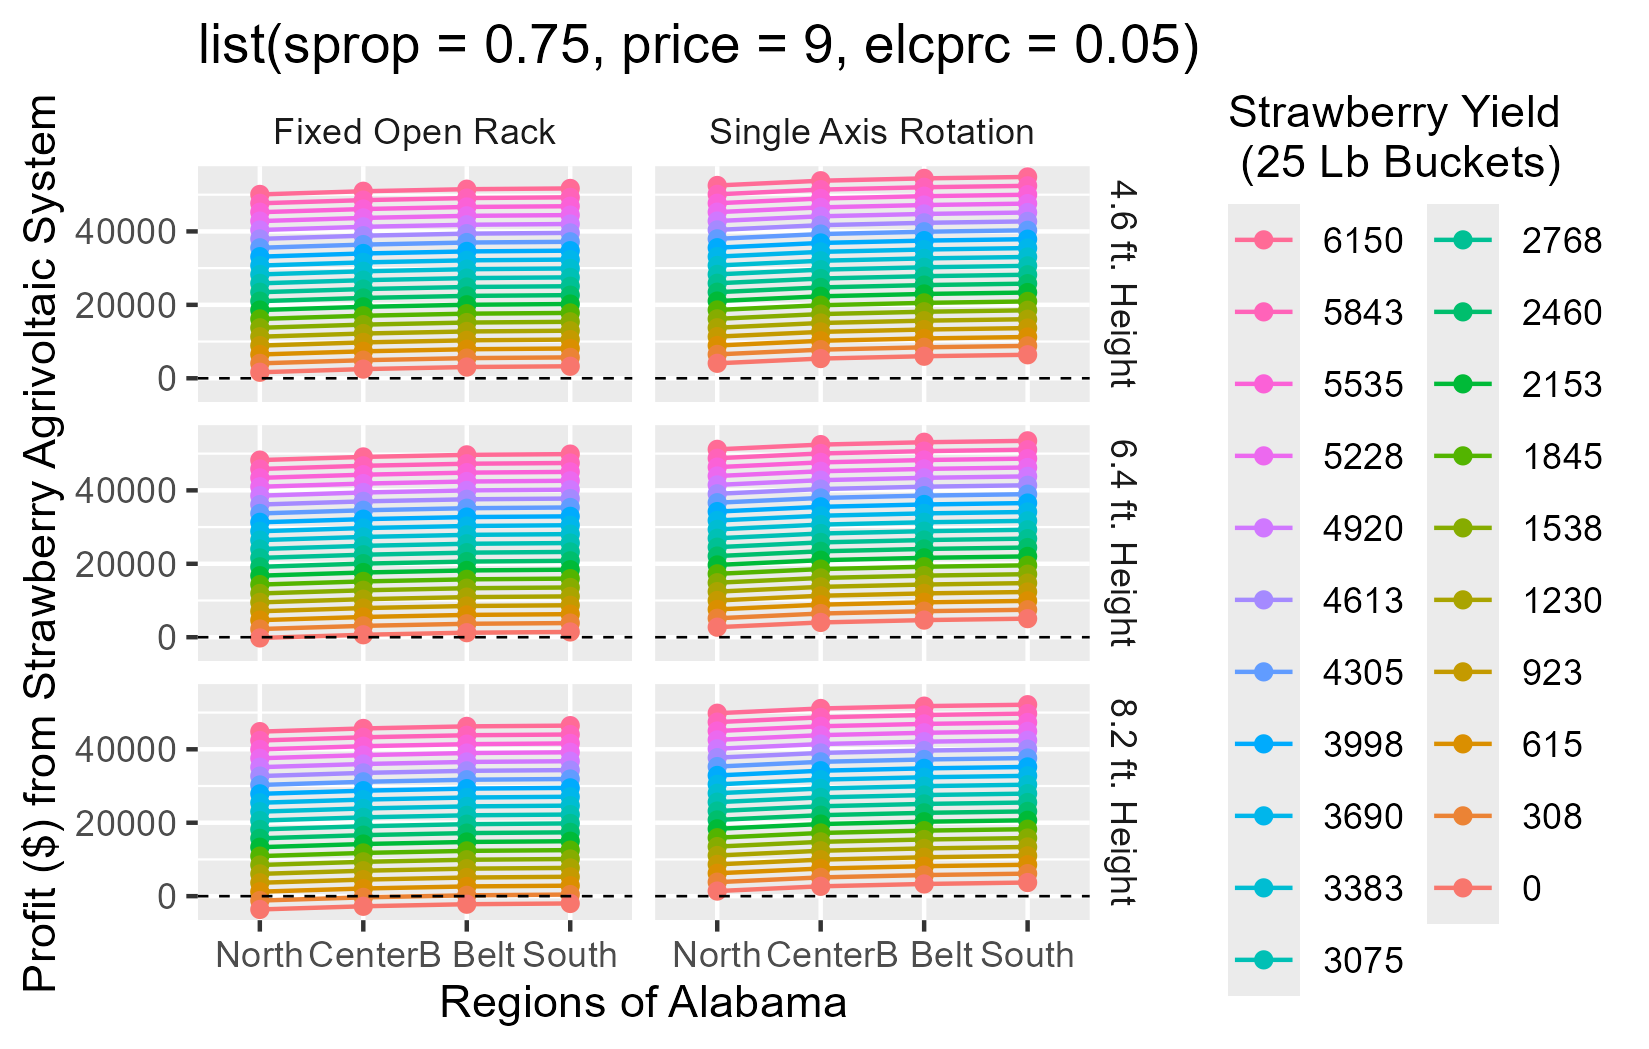 list(sprop = 0.75, price = 9, elcprc = 0.05)
Profit ($) from Strawberry Agrivoltaic System
Fixed Open Rack
Single Axis Rotation
40000
20000
0
4.6 ft. Height
40000
20000
0
6.4 ft. Height
40000
20000
0
8.2 ft. Height
North Center B Belt South
North Center B Belt South
Regions of Alabama
Strawberry Yield
(25 Lb Buckets)
6150
5843
5535
5228
4920
4613
4305
3998
3690
3383
3075
2768
2460
2153
1845
1538
1230
923
615
308
0